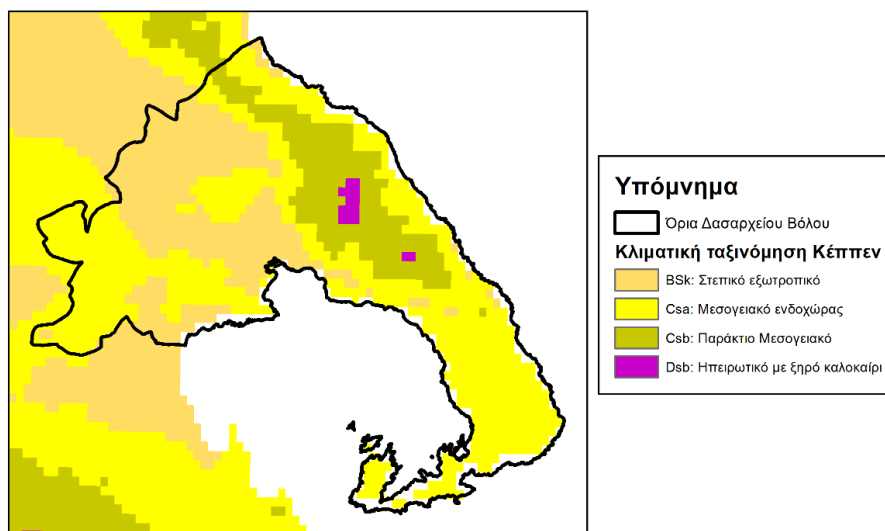 Υπόμνημα
Όρια Δασαρχείου Βόλου
Κλιματική ταξινόμηση Κέππεν
BSk: Στεπικό εξωτροπικό
Csa: Μεσογειακό ενδοχώρας
Csb: Παράκτιο Μεσογειακό
Dsb: Ηπειρωτικό με ξηρό καλοκαίρι